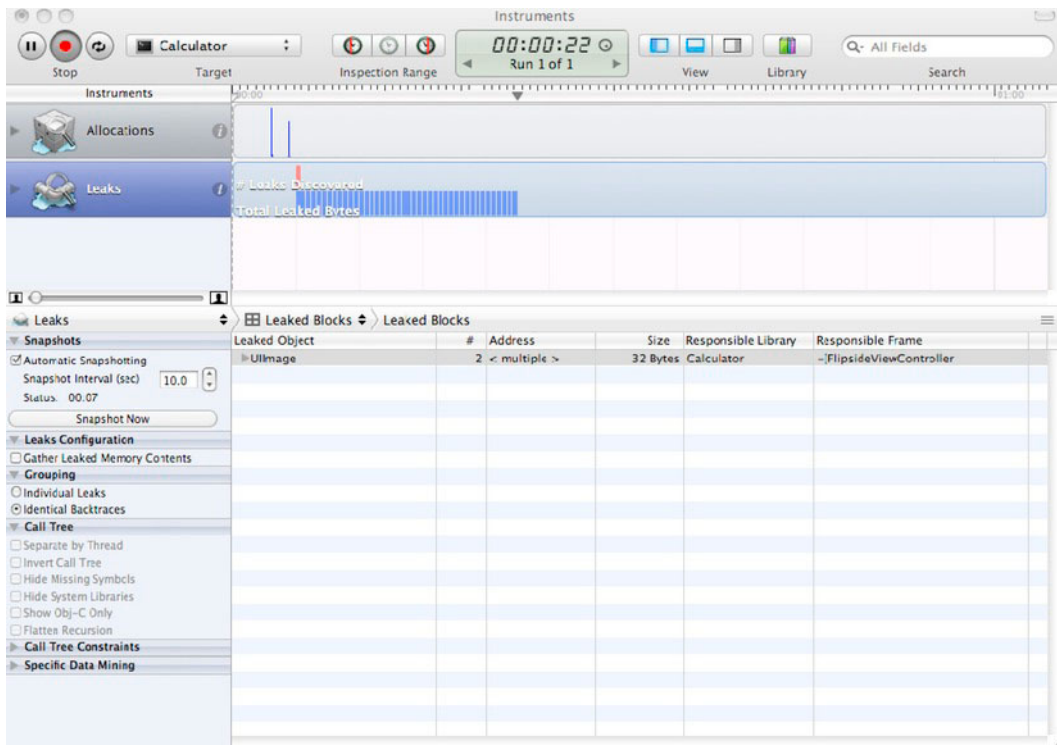 Instruments
Calculator
00:00:22
Run 1 of 1
All Fields
Stop
Target
Inspection Range
View
Library
Search
Instruments
00:00
01:00
Allocations
Leaks
# Leaks Discovered
Total Leaked Bytes
Leaks
Leaked Blocks
Leaked Blocks
Snapshots
Leaked Object
#
Address
Size
Responsible Library
Responsible Frame
Automatic Snapshotting
UIImage
2
< multiple >
32 Bytes
Calculator
-[FlipsideViewController
Snapshot Interval (sec)
10.0
Status: 00:07
Snapshot Now
Leaks Configuration
Gather Leaked Memory Contents
Grouping
Individual Leaks
Identical Backtraces
Call Tree
Separate by Thread
Invert Call Tree
Hide Missing Symbols
Hide System Libraries
Show Obj-C Only
Flatten Recursion
Call Tree Constraints
Specific Data Mining